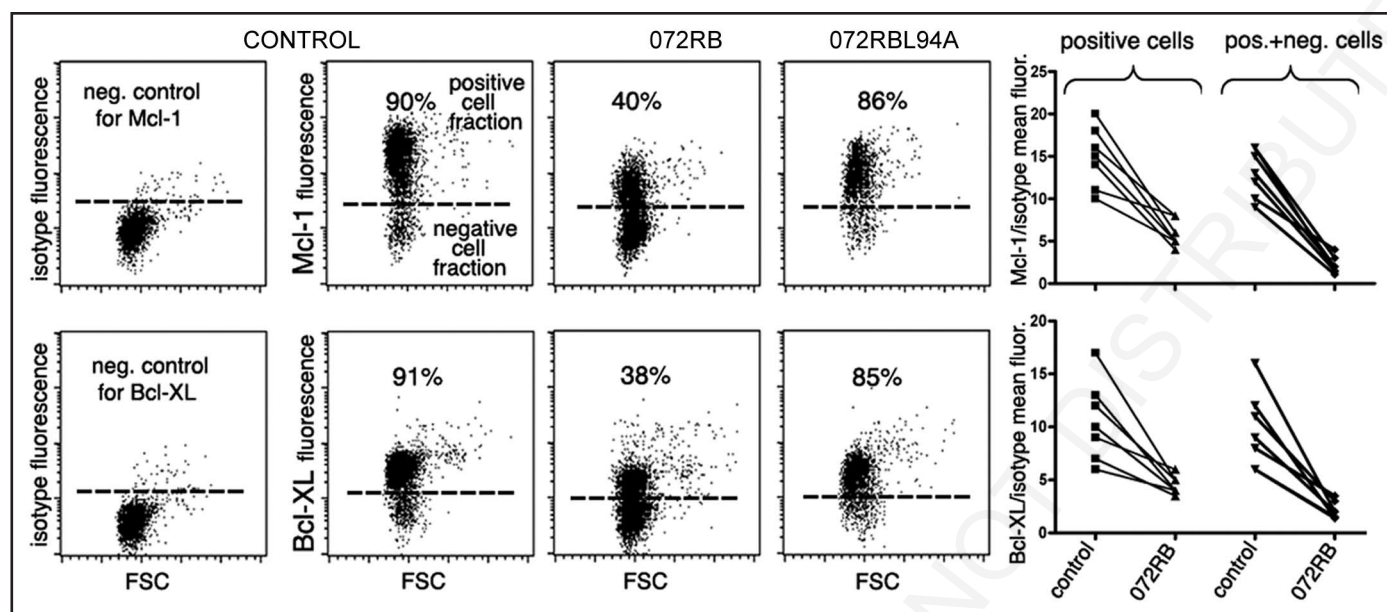 CONTROL
072RB
072RBL94A
positive cells
pos.+neg. cells
isotype fluorescence
neg. control
for Mcl-1
Mcl-1 fluorescence
90%
positive
cell
fraction
negative
cell
fraction
40%
86%
Mcl-1/isotype mean fluor.
25
20
15
10
5
0
isotype fluorescence
neg. control
for Bcl-XL
FSC
Bcl-XL fluorescence
91%
FSC
38%
FSC
85%
FSC
Bcl-XL/isotype mean fluor.
20
15
10
5
0
control
072RB
control
072RB
NOT DISTRIBUT